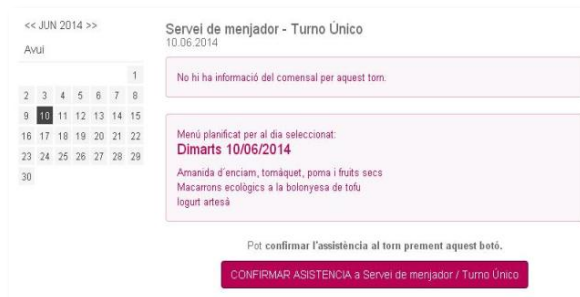 << JUN 2014 >>
Avui
1
2 3 4 5 6 7 8
9 10 11 12 13 14 15
16 17 18 19 20 21 22
23 24 25 26 27 28 29
30
Servei de menjador - Turno Único
10.06.2014
No hi ha informació del comensal per aquest torn.
Menú planificat per al dia seleccionat:
Dimarts 10/06/2014
Amanida d´enciam, tomàquet, poma i fruits secs
Macarrons ecològics a la bolonyesa de tofu
Iogurt artesà
Pot confirmar l'assistència al torn prement aquest botó.
CONFIRMAR ASISTENCIA a Servei de menjador / Turno Único